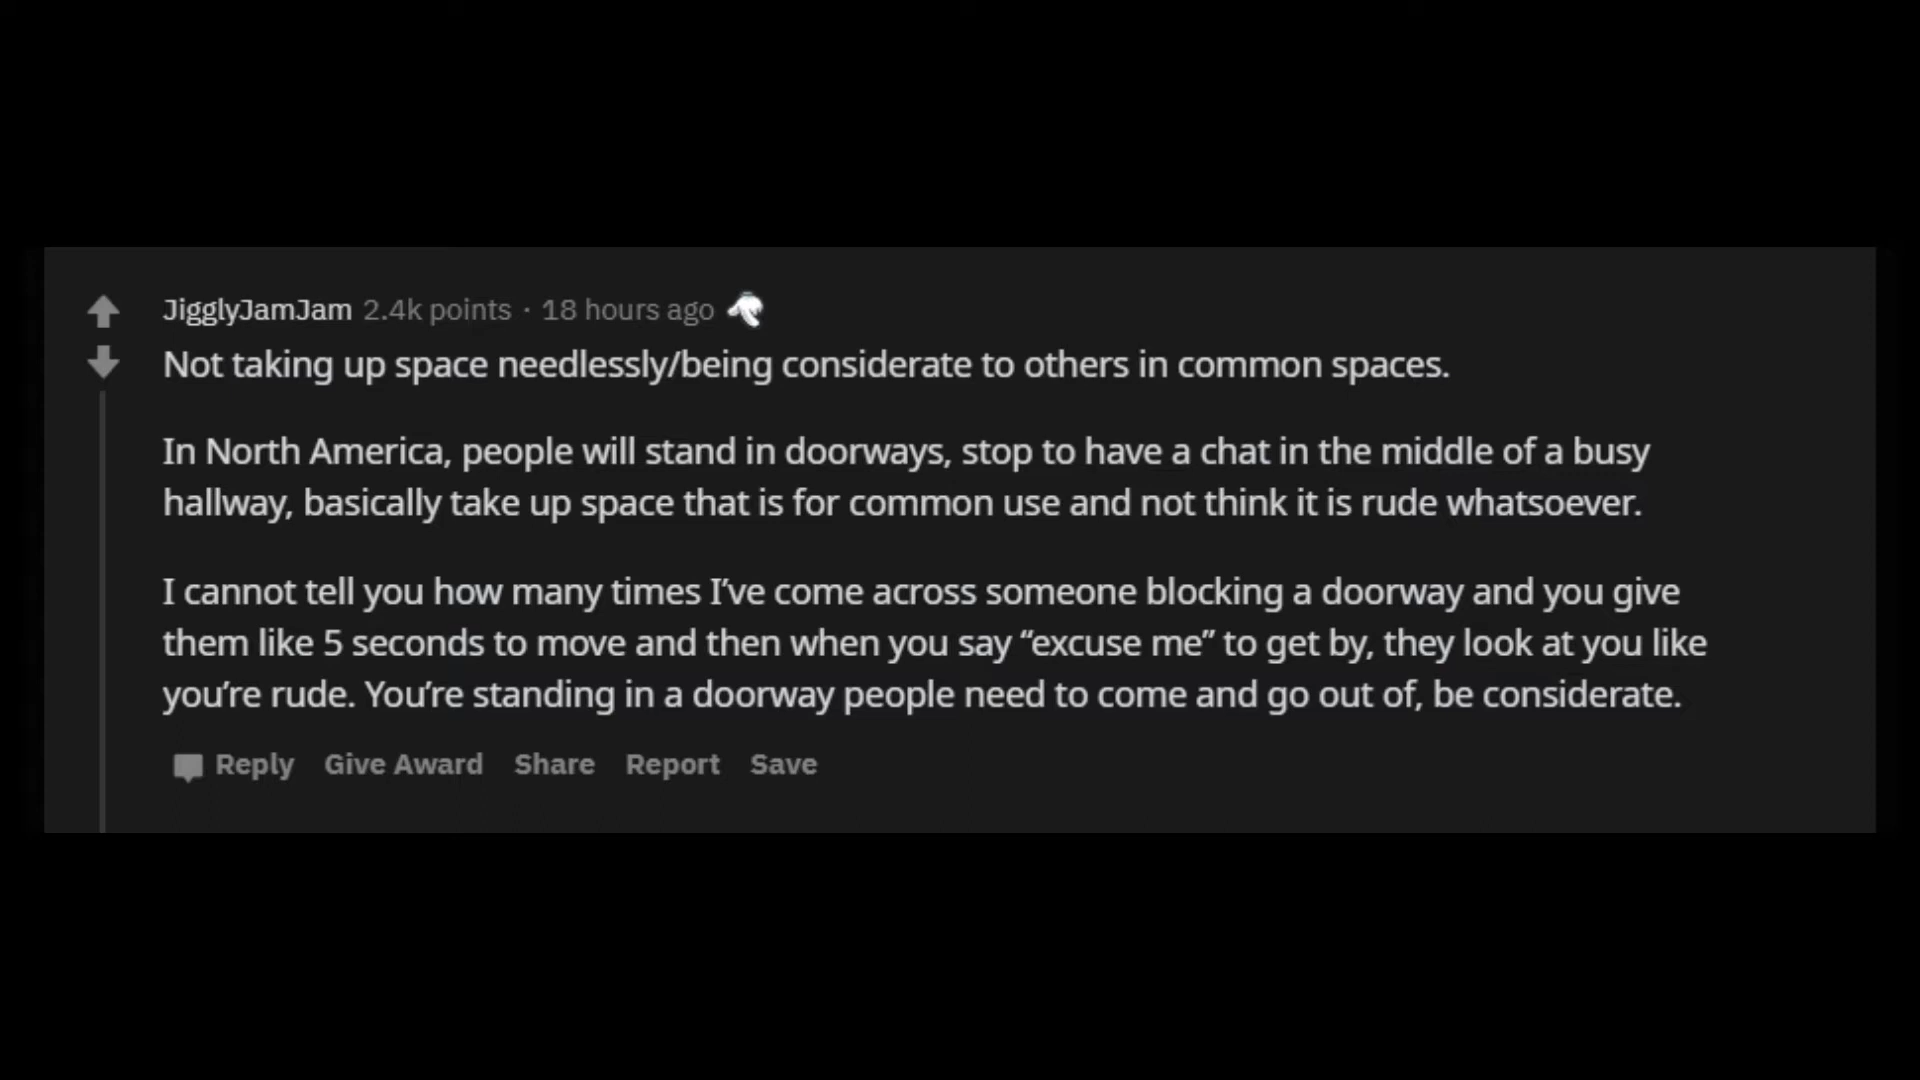 JigglyJamJam 2.4k points · 18 hours ago
Not taking up space needlessly/being considerate to others in common spaces.
In North America, people will stand in doorways, stop to have a chat in the middle of a busy
hallway, basically take up space that is for common use and not think it is rude whatsoever.
I cannot tell you how many times I’ve come across someone blocking a doorway and you give
them like 5 seconds to move and then when you say “excuse me” to get by, they look at you like
you’re rude. You’re standing in a doorway people need to come and go out of, be considerate.
Reply Give Award Share Report Save